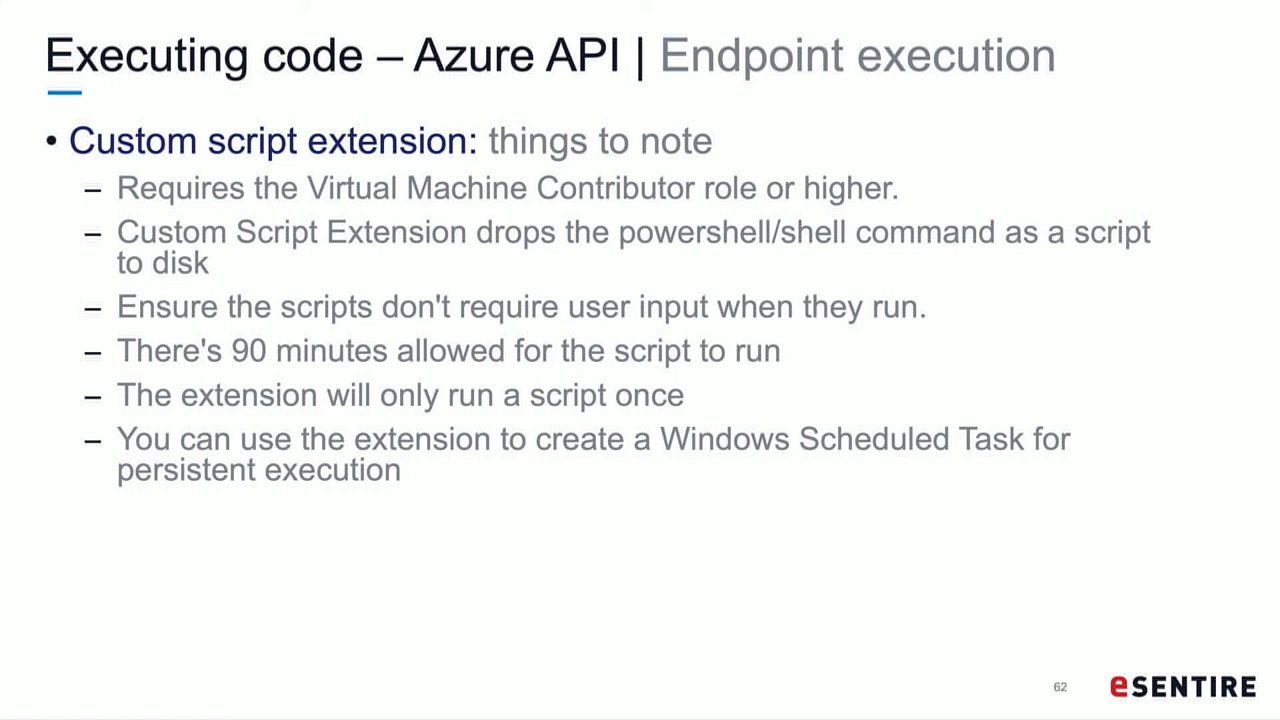 Executing code – Azure API | Endpoint execution
• Custom script extension: things to note
– Requires the Virtual Machine Contributor role or higher.
– Custom Script Extension drops the powershell/shell command as a script
to disk
– Ensure the scripts don't require user input when they run.
– There's 90 minutes allowed for the script to run
– The extension will only run a script once
– You can use the extension to create a Windows Scheduled Task for
persistent execution
62
eSENTIRE